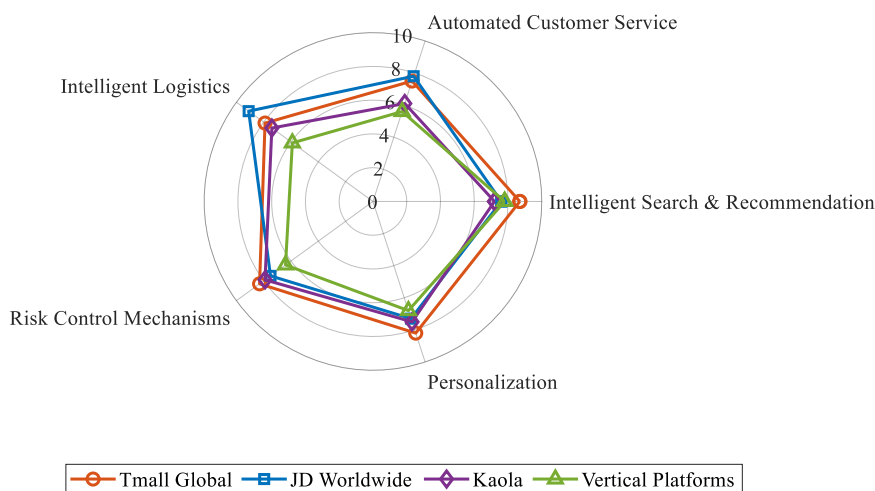 Automated Customer Service
10
8
6
4
2
0
Intelligent Logistics
Intelligent Search & Recommendation
Risk Control Mechanisms
Personalization
Tmall Global JD Worldwide Kaola Vertical Platforms